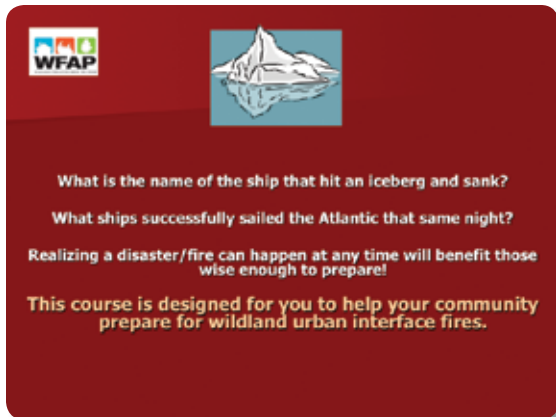 WFAP
What is the name of the ship that hit an iceberg and sank?
What ships successfully sailed the Atlantic that same night?
Realizing a disaster/fire can happen at any time will benefit those
wise enough to prepare!
This course is designed for you to help your community
prepare for wildland urban interface fires.